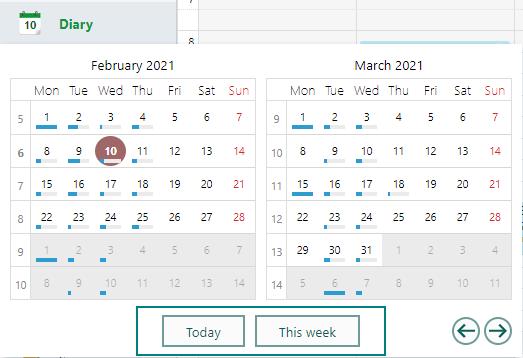 7
10 Diary
8
February 2021
Mon Tue Wed Thu Fri Sat Sun
5 1 2 3 4 5 6 7
6 8 9 10 11 12 13 14
7 15 16 17 18 19 20 21
8 22 23 24 25 26 27 28
9 1 2 3 4 5 6 7
10 8 9 10 11 12 13 14
March 2021
Mon Tue Wed Thu Fri Sat Sun
9 1 2 3 4 5 6 7
10 8 9 10 11 12 13 14
11 15 16 17 18 19 20 21
12 22 23 24 25 26 27 28
13 29 30 31 1 2 3 4
14 5 6 7 8 9 10 11
Today This week